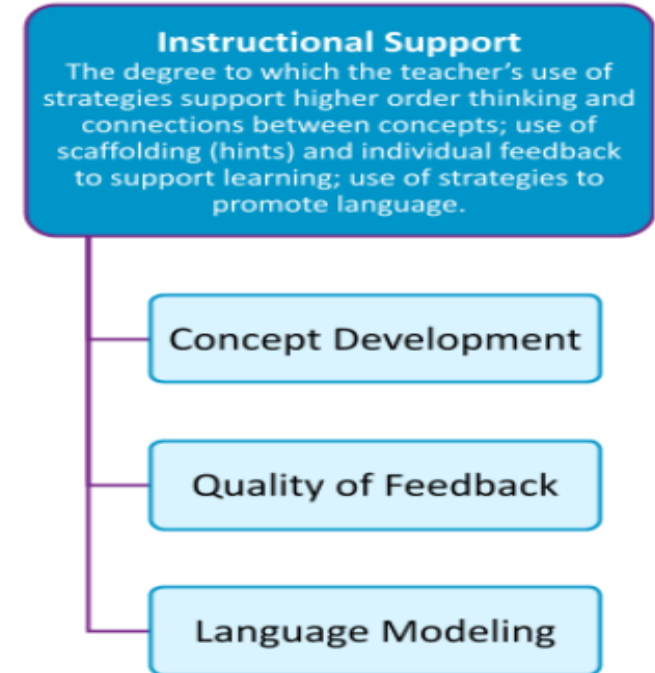 Instructional Support
The degree to which the teacher’s use of
strategies support higher order thinking and
connections between concepts; use of
scaffolding (hints) and individual feedback
to support learning; use of strategies to
promote language.
Concept Development
Quality of Feedback
Language Modeling